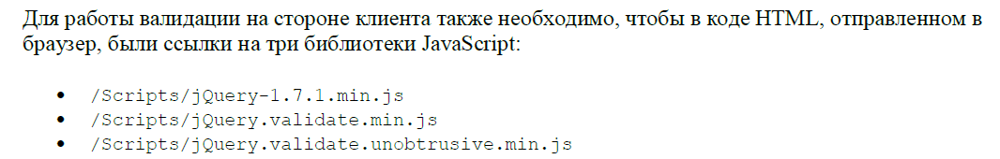 Для работы валидации на стороне клиента также необходимо, чтобы в коде HTML, отправленном в
браузер, были ссылки на три библиотеки JavaScript:
• /Scripts/jQuery-1.7.1.min.js
• /Scripts/jQuery.validate.min.js
• /Scripts/jQuery.validate.unobtrusive.min.js